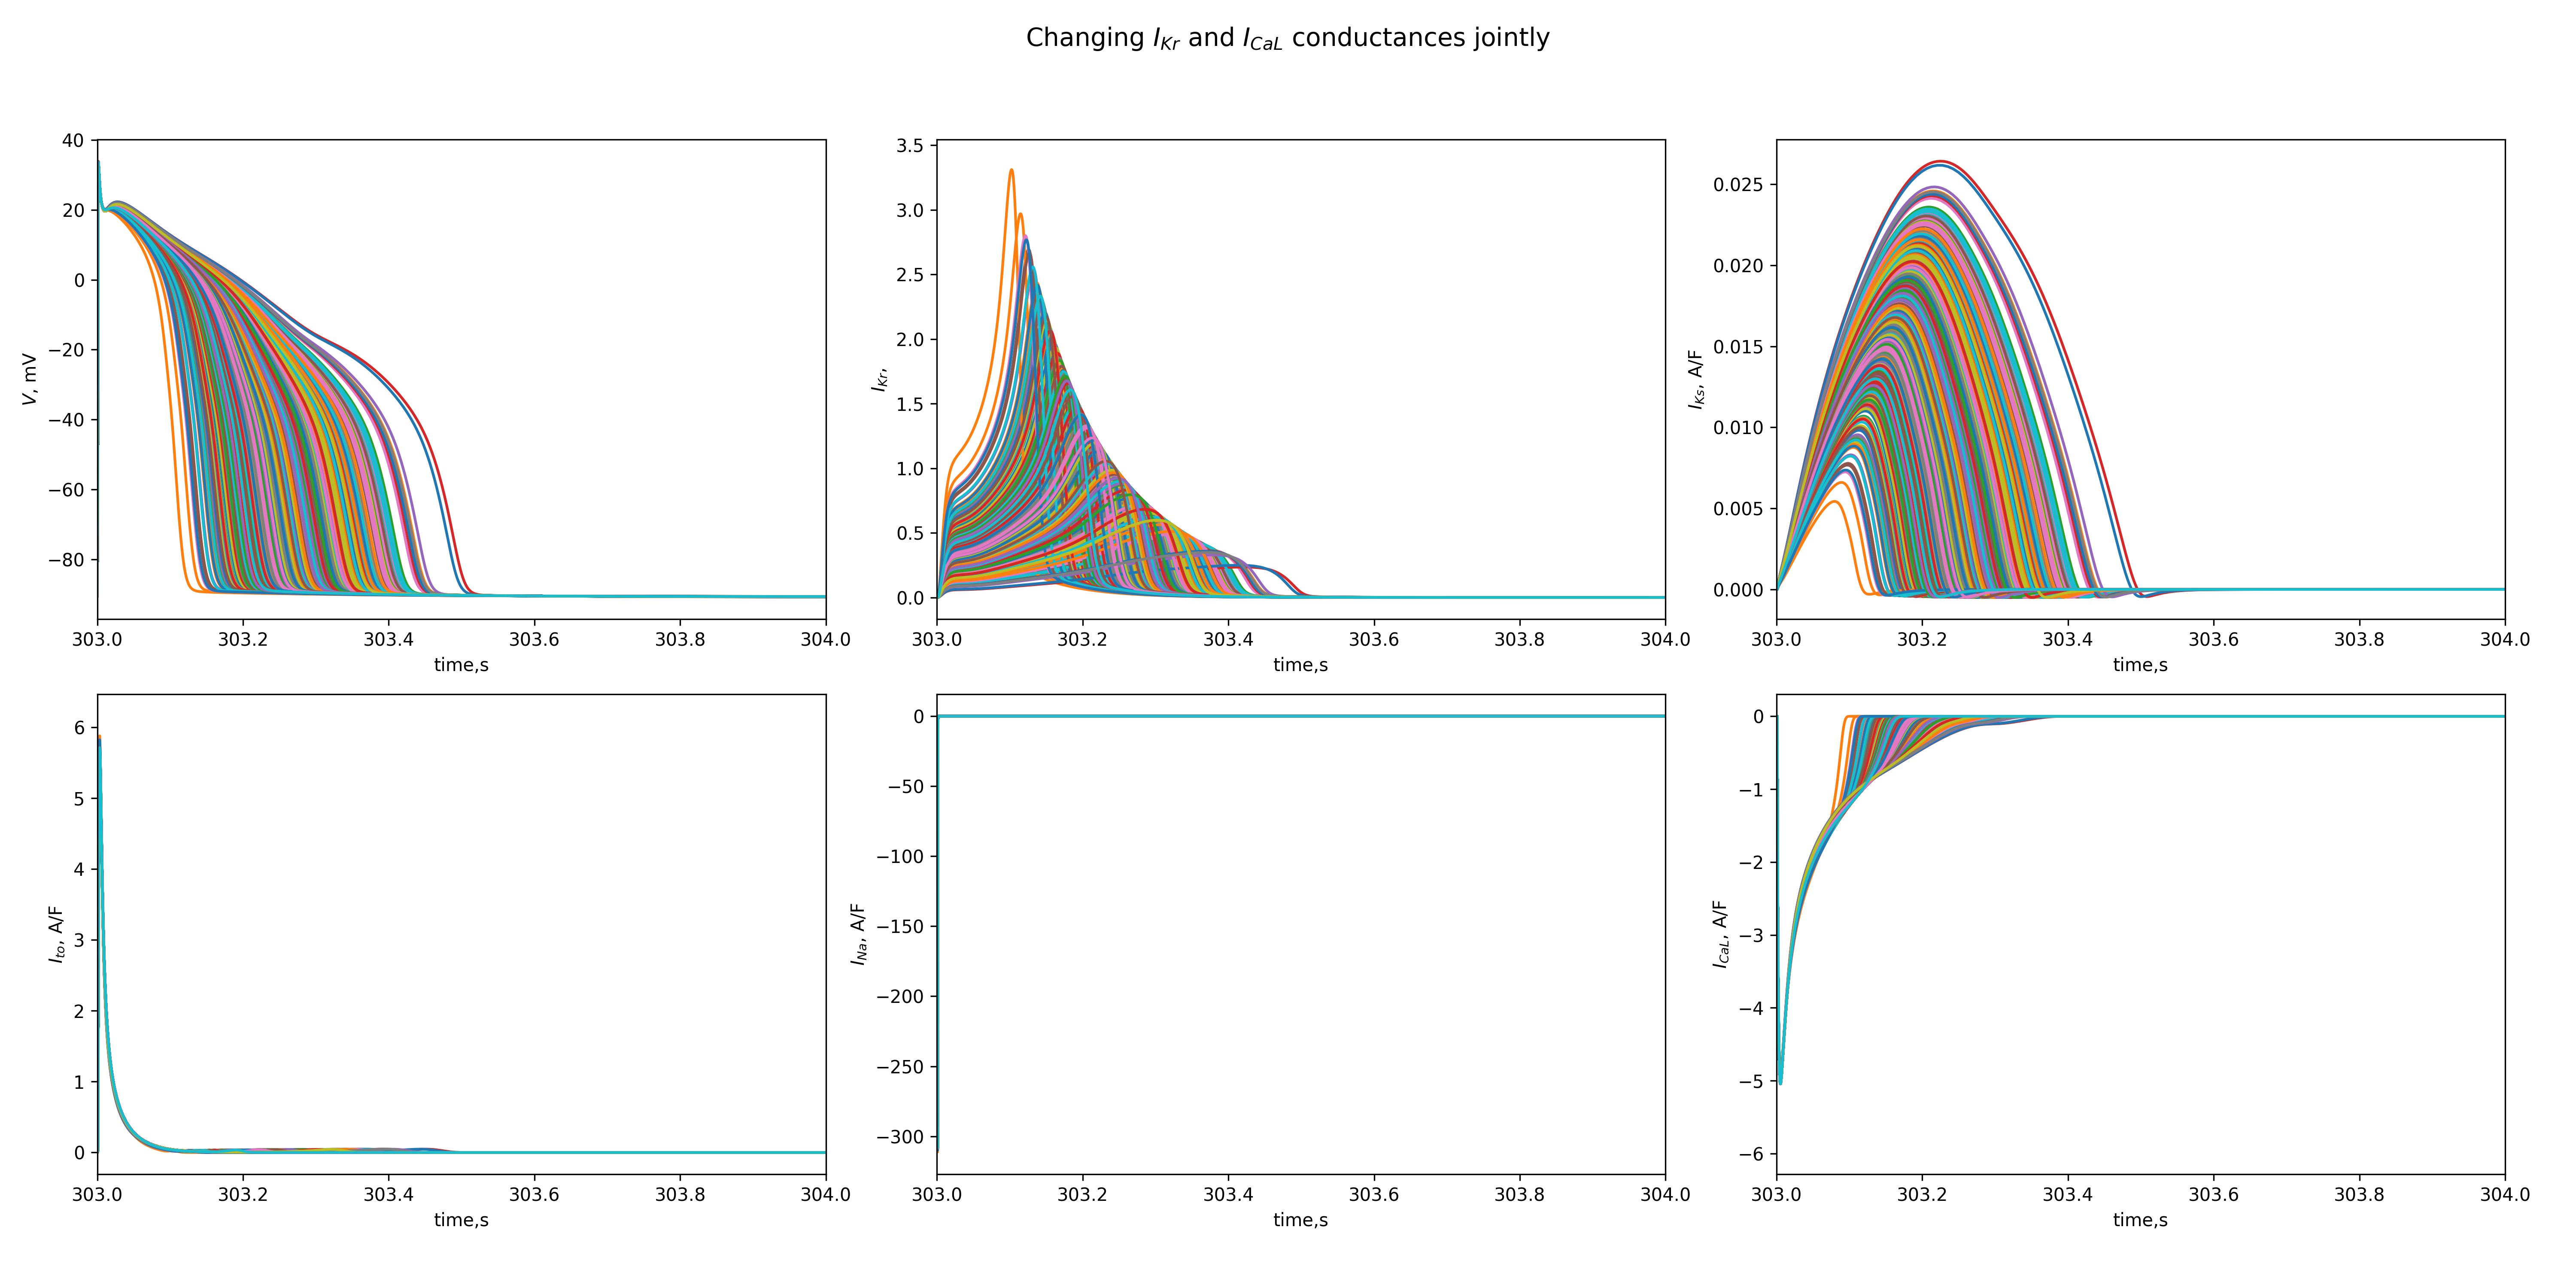 Changing I_Kr and I_CaL conductances jointly
40
20
0
−20
−40
−60
−80
V, mV
303.0 303.2 303.4 303.6 303.8 304.0
time,s
3.5
3.0
2.5
2.0
1.5
1.0
0.5
0.0
I_Kr,
303.0 303.2 303.4 303.6 303.8 304.0
time,s
0.025
0.020
0.015
0.010
0.005
0.000
I_Ks, A/F
303.0 303.2 303.4 303.6 303.8 304.0
time,s
6
5
4
3
2
1
0
I_to, A/F
303.0 303.2 303.4 303.6 303.8 304.0
time,s
0
−50
−100
−150
−200
−250
−300
I_Na, A/F
303.0 303.2 303.4 303.6 303.8 304.0
time,s
0
−1
−2
−3
−4
−5
−6
I_CaL, A/F
303.0 303.2 303.4 303.6 303.8 304.0
time,s